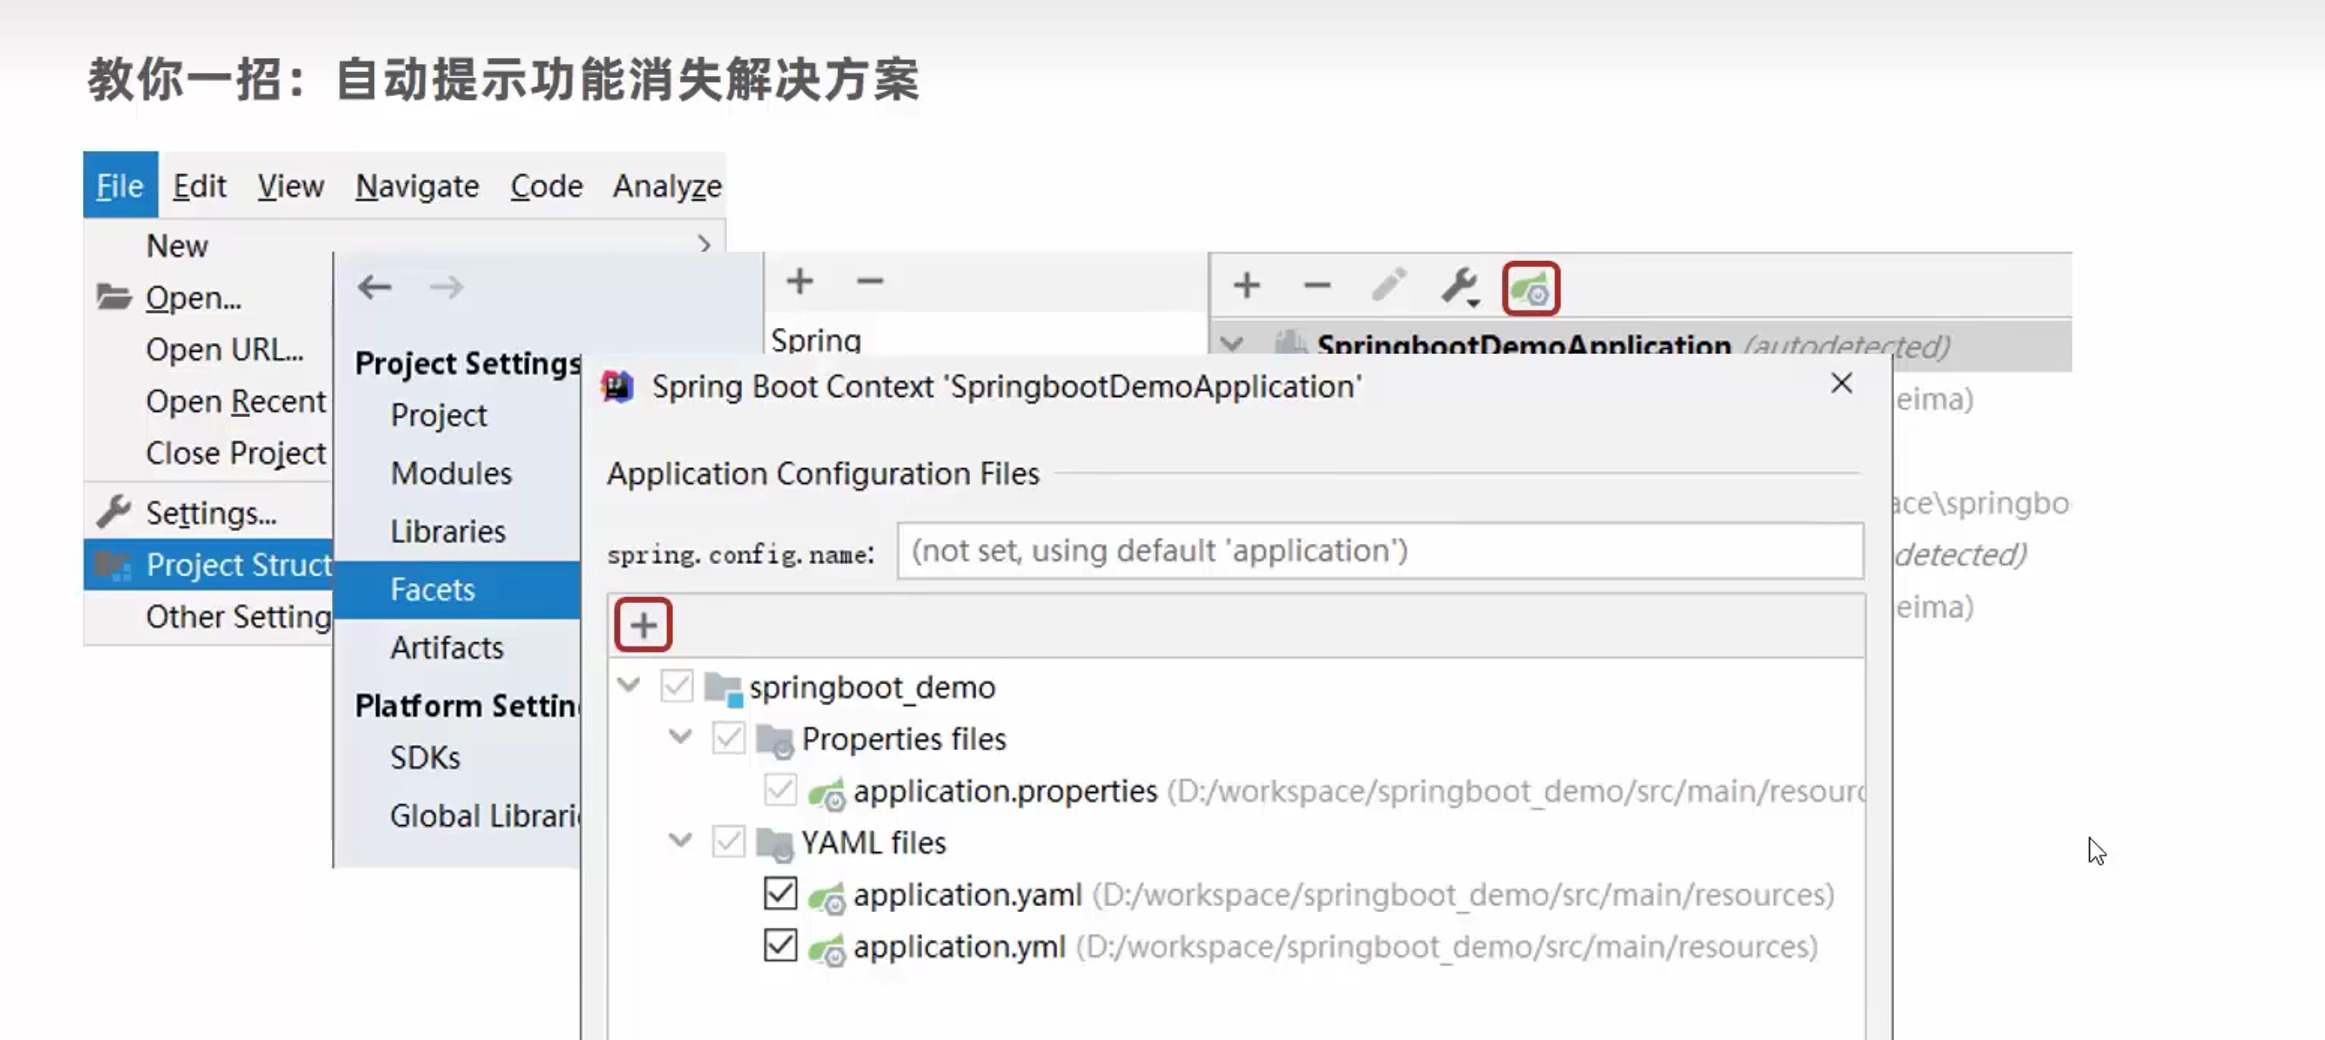 教你一招：自动提示功能消失解决方案
File Edit View Navigate Code Analyze
New
Open...
Open URL...
Open Recent
Close Project
Settings...
Project Struct
Other Setting
Project Settings
Project
Modules
Libraries
Facets
Artifacts
Platform Settin
SDKs
Global Librari
Spring
SpringbootDemoApplication (autodetected)
eima)
ace\springbo
detected)
eima)
Spring Boot Context 'SpringbootDemoApplication'
Application Configuration Files
spring.config.name: (not set, using default 'application')
springboot_demo
Properties files
application.properties (D:/workspace/springboot_demo/src/main/resourc
YAML files
application.yaml (D:/workspace/springboot_demo/src/main/resources)
application.yml (D:/workspace/springboot_demo/src/main/resources)